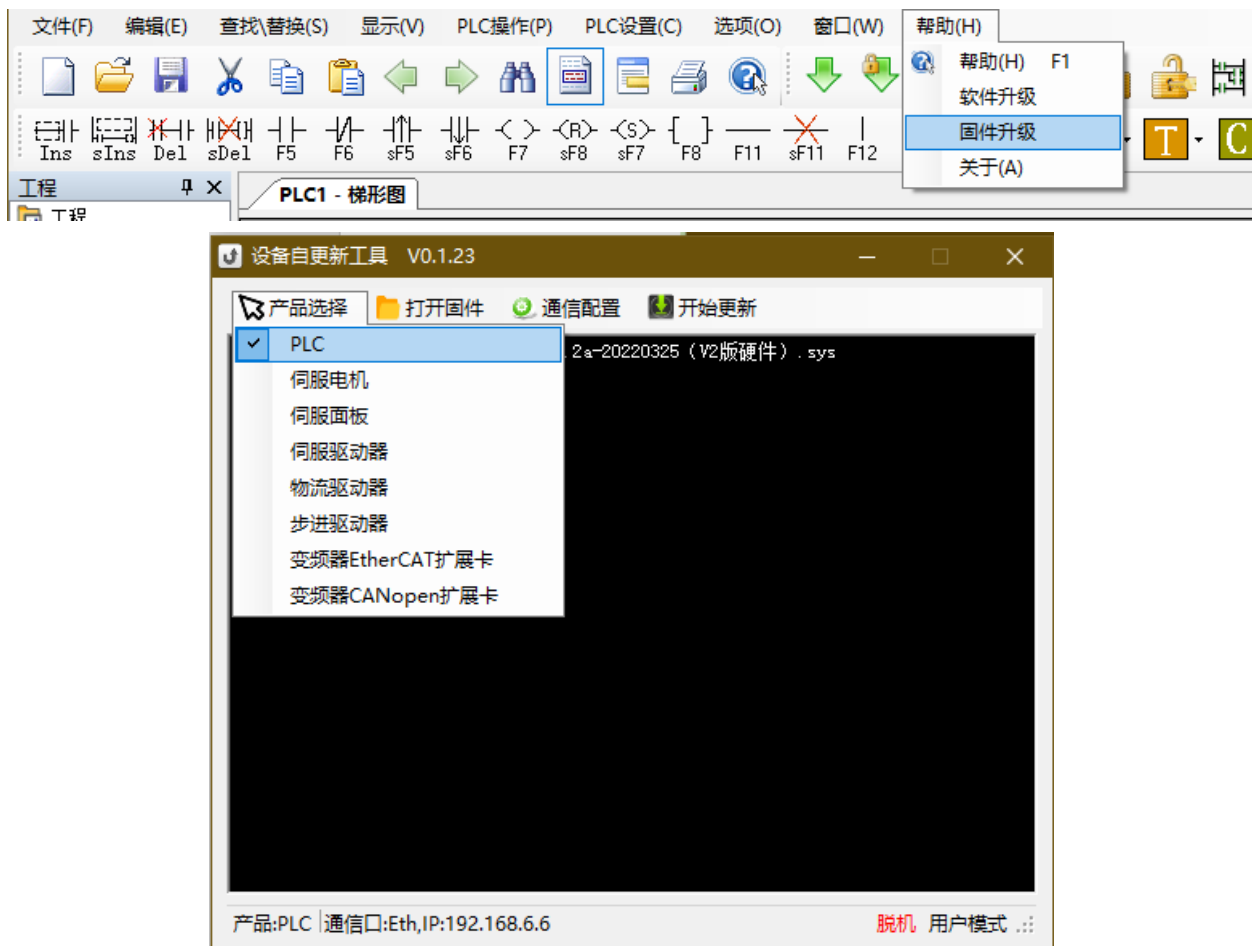 文件(F) 编辑(E) 查找\替换(S) 显示(V) PLC操作(P) PLC设置(C) 选项(O) 窗口(W) 帮助(H)
帮助(H) F1
软件升级
固件升级
关于(A)
Ins sIns Del sDel F5 F6 sF5 sF6 F7 sF8 sF7 F8 F11 sF11 F12
T C
工程
PLC1 - 梯形图
工程
设备自更新工具 V0.1.23
产品选择 打开固件 通信配置 开始更新
PLC
2a-20220325（V2版硬件）.sys
伺服电机
伺服面板
伺服驱动器
物流驱动器
步进驱动器
变频器EtherCAT扩展卡
变频器CANopen扩展卡
产品:PLC 通信口:Eth,IP:192.168.6.6 脱机 用户模式